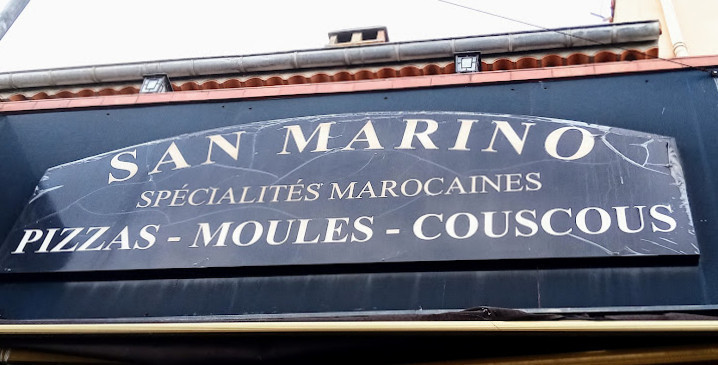 SAN MARINO
SPÉCIALITÉS MAROCAINES
PIZZAS - MOULES - COUSCOUS